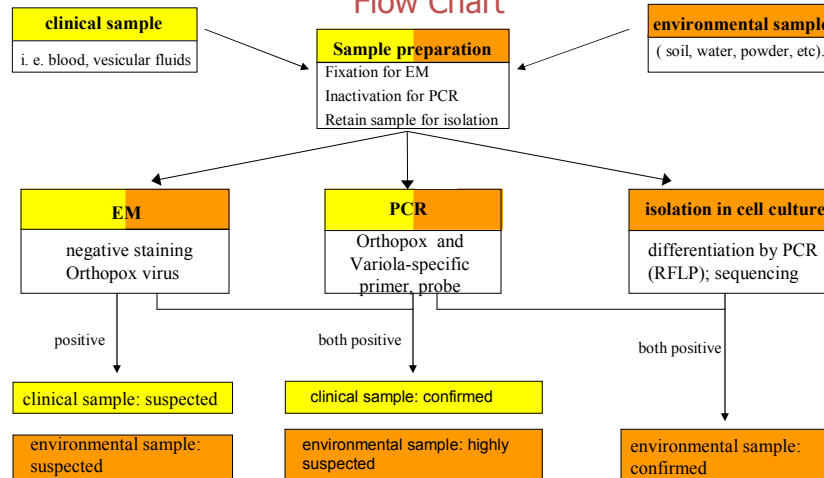 Flow Chart
clinical sample
i. e. blood, vesicular fluids
Sample preparation
Fixation for EM
Inactivation for PCR
Retain sample for isolation
environmental sample
( soil, water, powder, etc).
EM
negative staining
Orthopox virus
PCR
Orthopox and
Variola-specific
primer, probe
isolation in cell culture
differentiation by PCR
(RFLP); sequencing
positive
both positive
both positive
clinical sample: suspected
clinical sample: confirmed
environmental sample:
suspected
environmental sample: highly
suspected
environmental sample:
confirmed